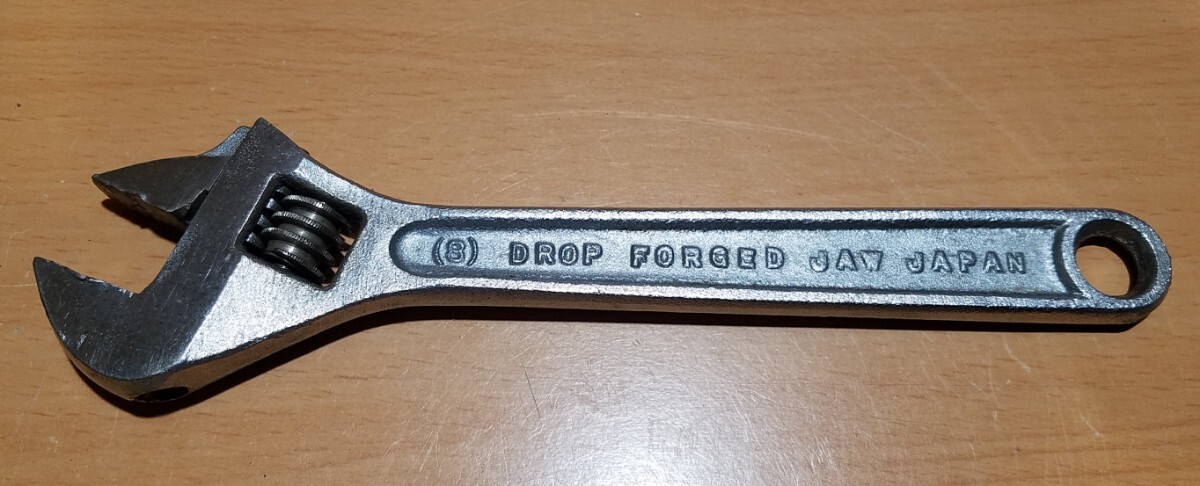 (8) DROP FORGED JAW JAPAN